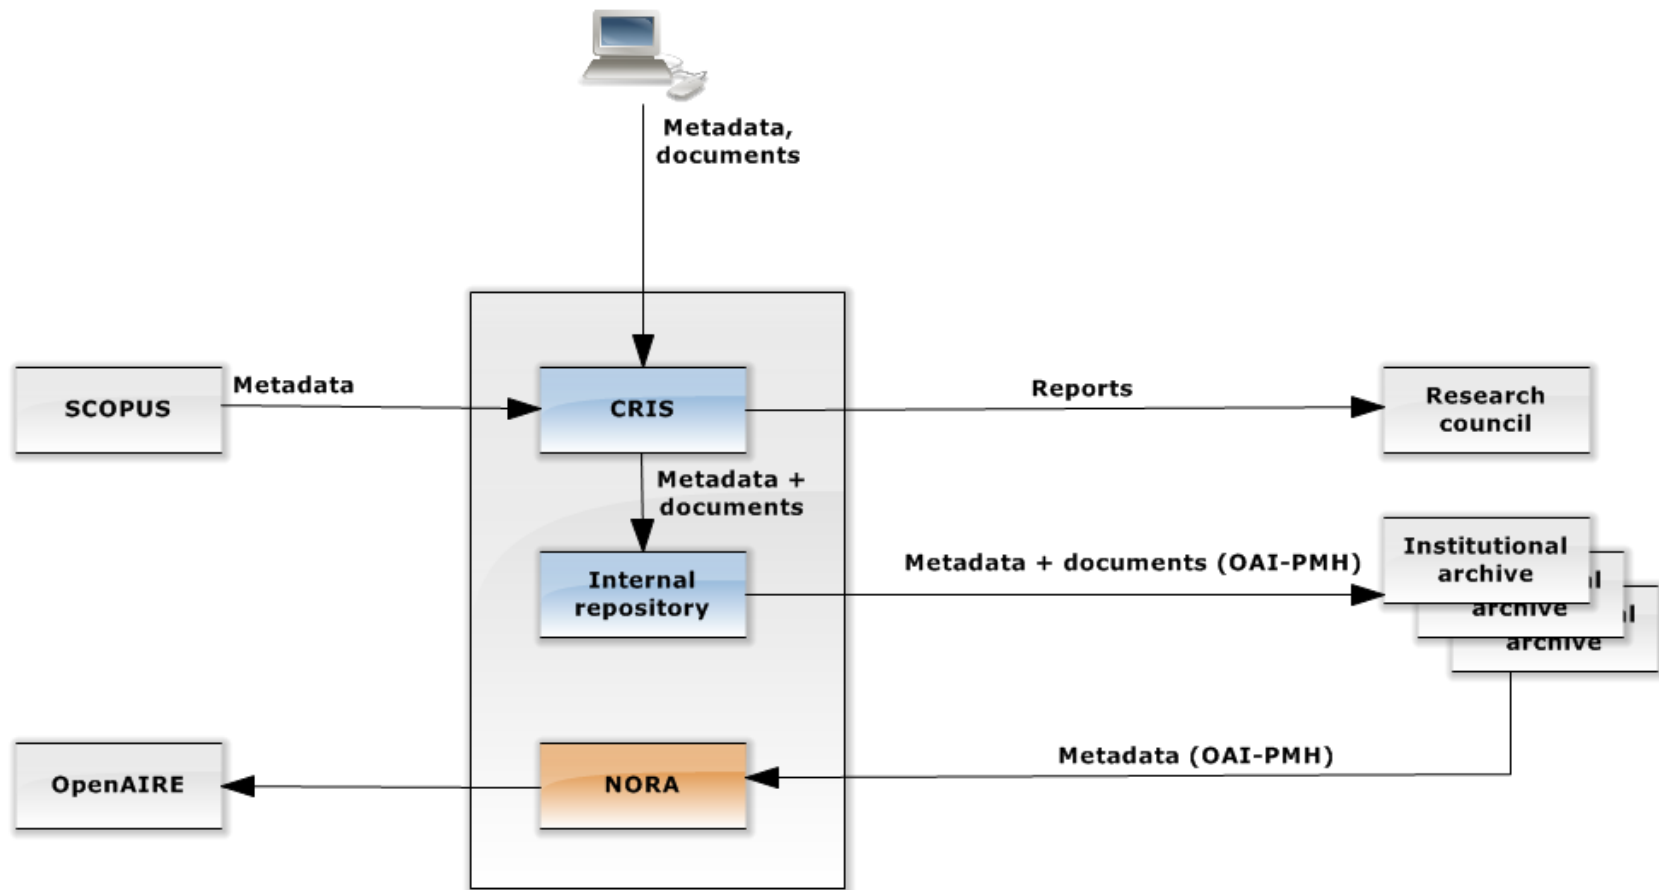 Metadata,
documents
SCOPUS
Metadata
CRIS
Reports
Research
council
Metadata +
documents
Internal
repository
Metadata + documents (OAI-PMH)
Institutional
archive
archive
archive
OpenAIRE
NORA
Metadata (OAI-PMH)